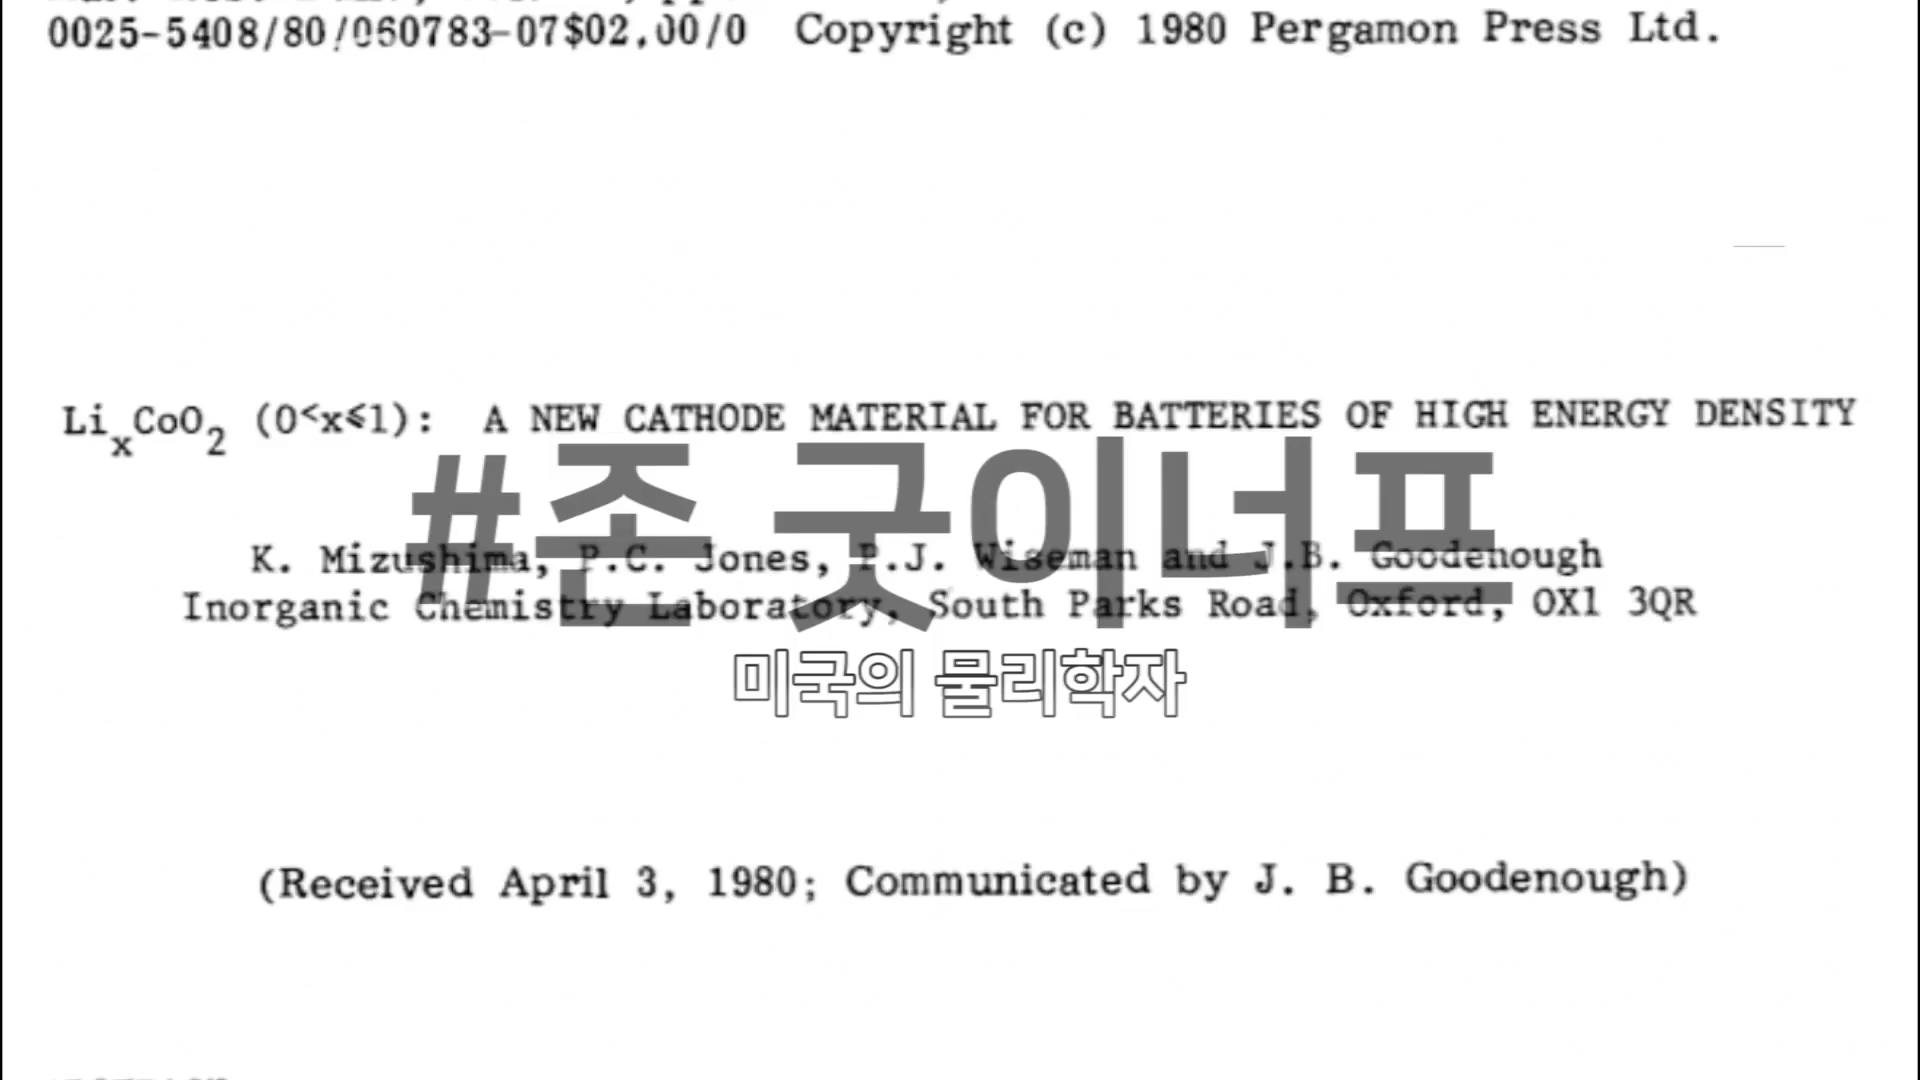 0025-5408/80/060783-07$02.00/0 Copyright (c) 1980 Pergamon Press Ltd.
LiₓCoO₂ (0<x≤1): A NEW CATHODE MATERIAL FOR BATTERIES OF HIGH ENERGY DENSITY
#존 굿이너프
K. Mizushima, P.C. Jones, P.J. Wiseman and J.B. Goodenough
Inorganic Chemistry Laboratory, South Parks Road, Oxford, OX1 3QR
미국의 물리학자
(Received April 3, 1980; Communicated by J. B. Goodenough)